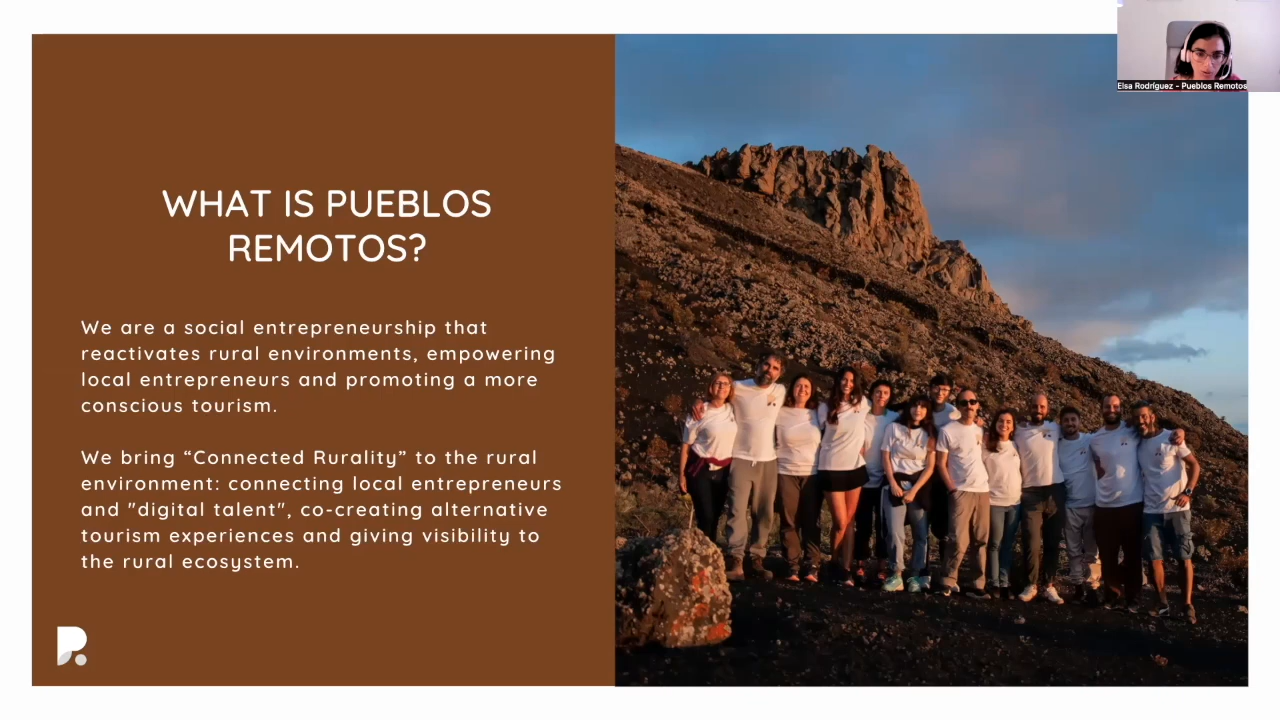 Elsa Rodríguez - Pueblos Remotos
WHAT IS PUEBLOS
REMOTOS?
We are a social entrepreneurship that
reactivates rural environments, empowering
local entrepreneurs and promoting a more
conscious tourism.
We bring “Connected Rurality” to the rural
environment: connecting local entrepreneurs
and "digital talent", co-creating alternative
tourism experiences and giving visibility to
the rural ecosystem.